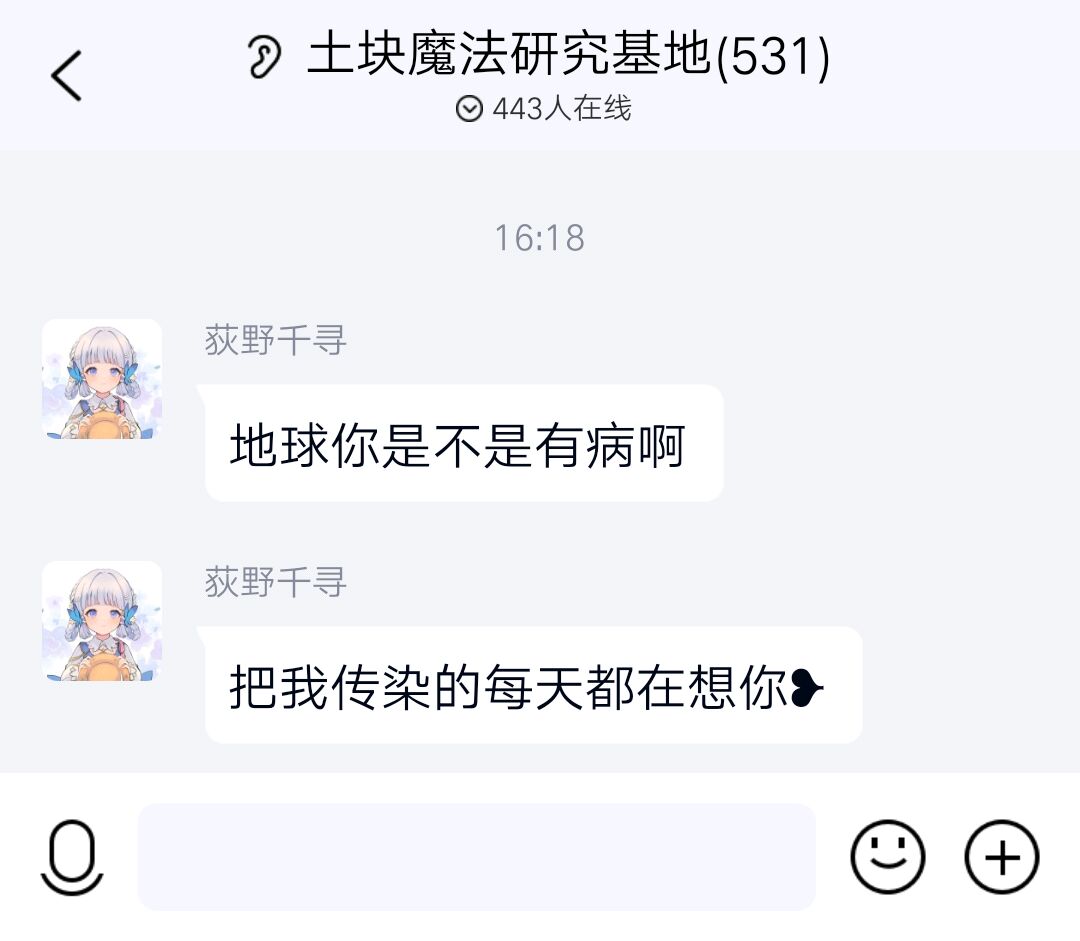 土块魔法研究基地(531)
443人在线
16:18
荻野千寻
地球你是不是有病啊
荻野千寻
把我传染的每天都在想你❥